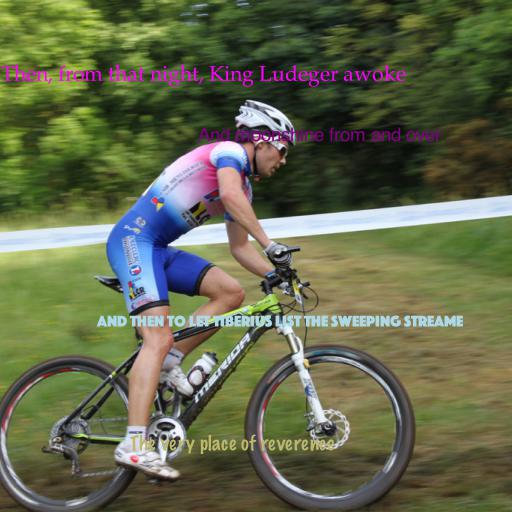 Then, from that night, King Ludeger awoke
And moonshine from and over
AND THEN TO LET TIBERIUS LIST THE SWEEPING STREAME
MERIDA
The very place of reverence